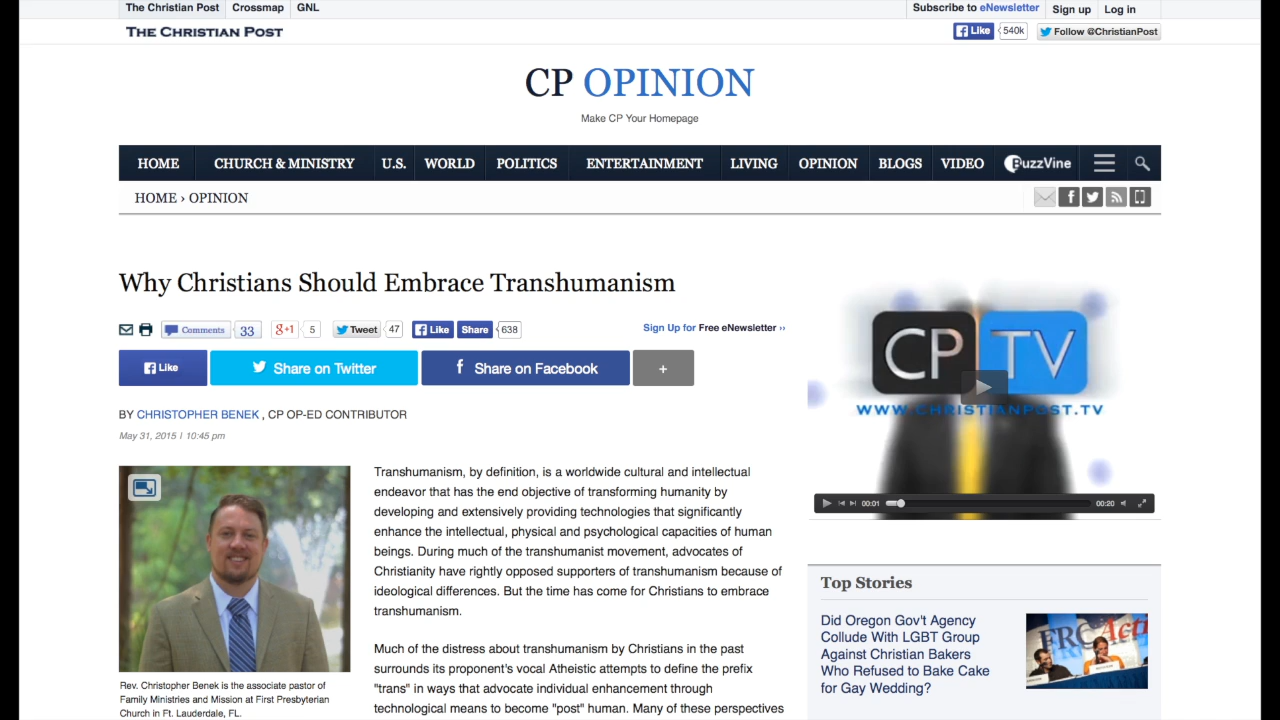 The Christian Post Crossmap GNL Subscribe to eNewsletter Sign up Log in
THE CHRISTIAN POST Like 540k Follow @ChristianPost
CP OPINION
Make CP Your Homepage
HOME CHURCH & MINISTRY U.S. WORLD POLITICS ENTERTAINMENT LIVING OPINION BLOGS VIDEO BuzzVine
HOME › OPINION
Why Christians Should Embrace Transhumanism
Comments 33 g+1 5 Tweet 47 Like Share 638 Sign Up for Free eNewsletter ››
Like Share on Twitter Share on Facebook +
BY CHRISTOPHER BENEK , CP OP-ED CONTRIBUTOR
May 31, 2015 | 10:45 pm
Rev. Christopher Benek is the associate pastor of
Family Ministries and Mission at First Presbyterian
Church in Ft. Lauderdale, FL.
Transhumanism, by definition, is a worldwide cultural and intellectual
endeavor that has the end objective of transforming humanity by
developing and extensively providing technologies that significantly
enhance the intellectual, physical and psychological capacities of human
beings. During much of the transhumanist movement, advocates of
Christianity have rightly opposed supporters of transhumanism because of
ideological differences. But the time has come for Christians to embrace
transhumanism.
Much of the distress about transhumanism by Christians in the past
surrounds its proponent's vocal Atheistic attempts to define the prefix
"trans" in ways that advocate individual enhancement through
technological means to become "post" human. Many of these perspectives
CP TV
WWW.CHRISTIANPOST.TV
00:01 00:20
Top Stories
Did Oregon Gov't Agency
Collude With LGBT Group
Against Christian Bakers
Who Refused to Bake Cake
for Gay Wedding?
FRC Acti